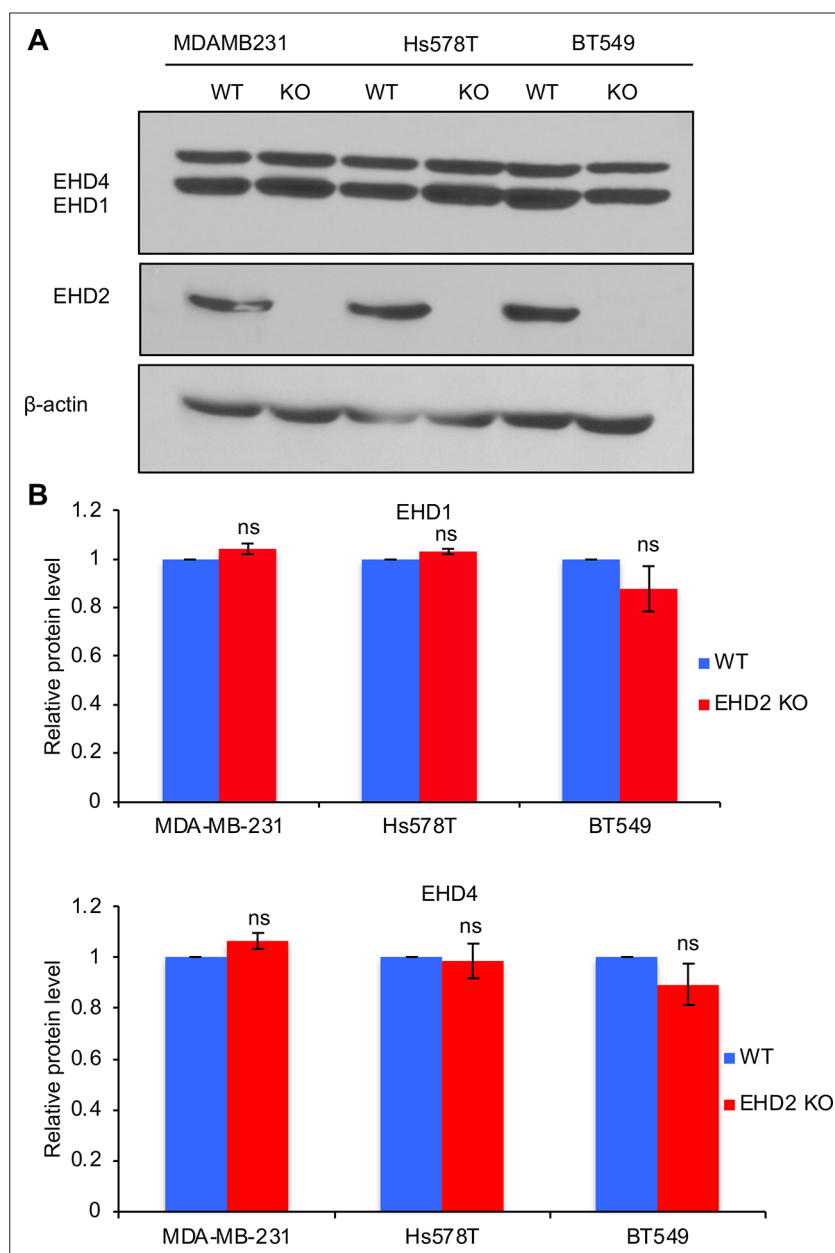 A
MDAMB231 Hs578T BT549
WT KO WT KO WT KO
EHD4
EHD1
EHD2
β-actin
B
EHD1
1.2
1
0.8
0.6
0.4
0.2
0
Relative protein level
ns
ns
ns
WT
EHD2 KO
MDA-MB-231 Hs578T BT549
EHD4
1.2
1
0.8
0.6
0.4
0.2
0
Relative protein level
ns
ns
ns
WT
EHD2 KO
MDA-MB-231 Hs578T BT549